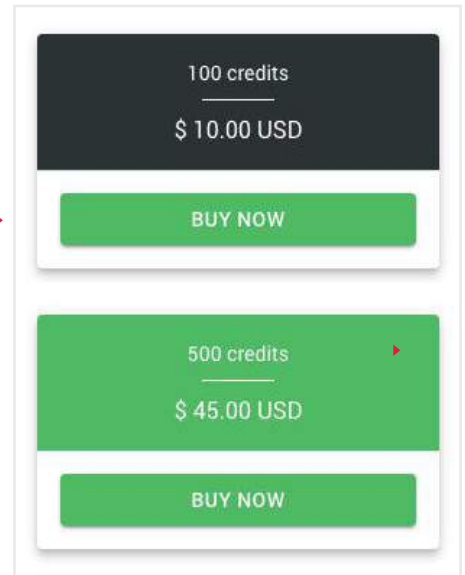 100 credits
$ 10.00 USD
BUY NOW
500 credits
$ 45.00 USD
BUY NOW